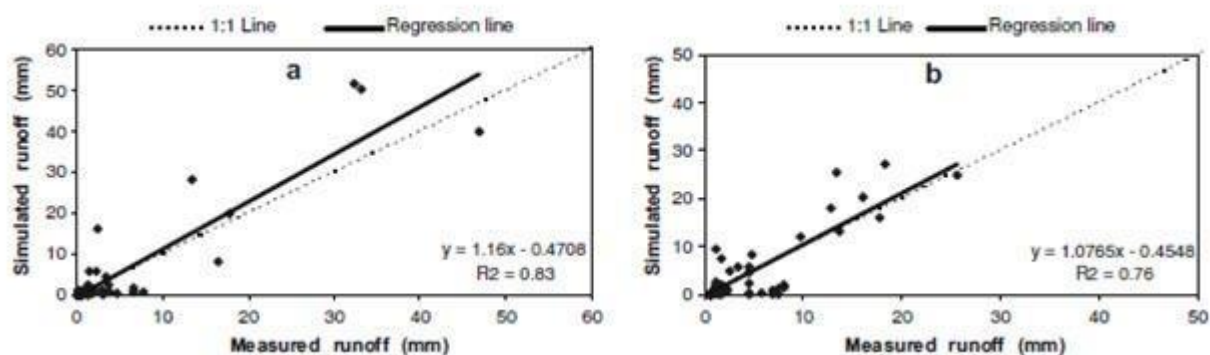 1:1 Line Regression line
a
Simulated runoff (mm)
60
50
40
30
20
10
0
y = 1.16x - 0.4708
R2 = 0.83
0 10 20 30 40 50 60
Measured runoff (mm)
1:1 Line Regression line
b
Simulated runoff (mm)
50
40
30
20
10
0
y = 1.0765x - 0.4548
R2 = 0.76
0 10 20 30 40 50
Measured runoff (mm)